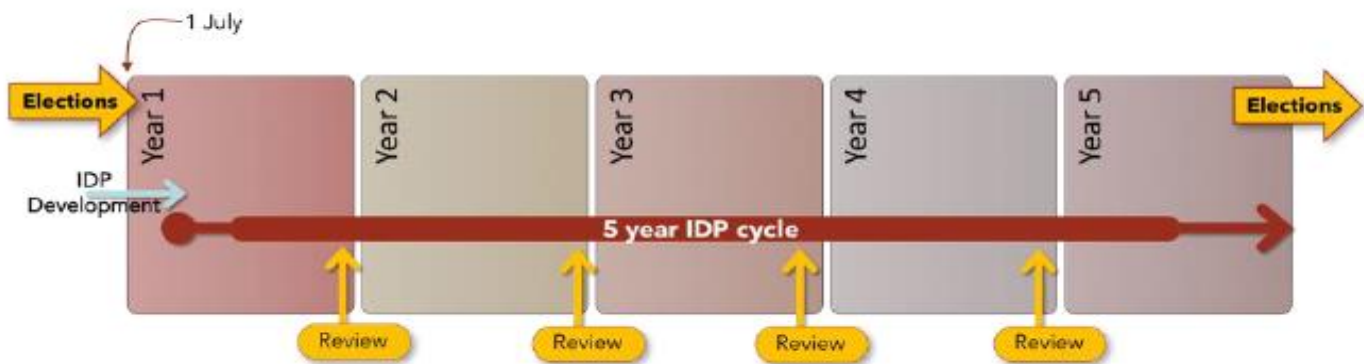 1 July
Elections
Year 1
Year 2
Year 3
Year 4
Year 5
Elections
IDP
Development
5 year IDP cycle
Review
Review
Review
Review